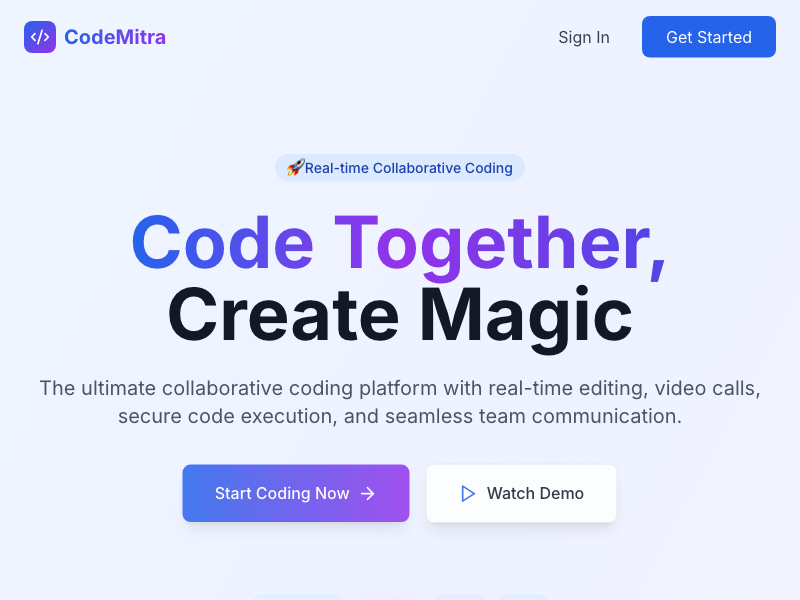 CodeMitra
Sign In
Get Started
🚀Real-time Collaborative Coding
Code Together,
Create Magic
The ultimate collaborative coding platform with real-time editing, video calls,
secure code execution, and seamless team communication.
Start Coding Now →
Watch Demo